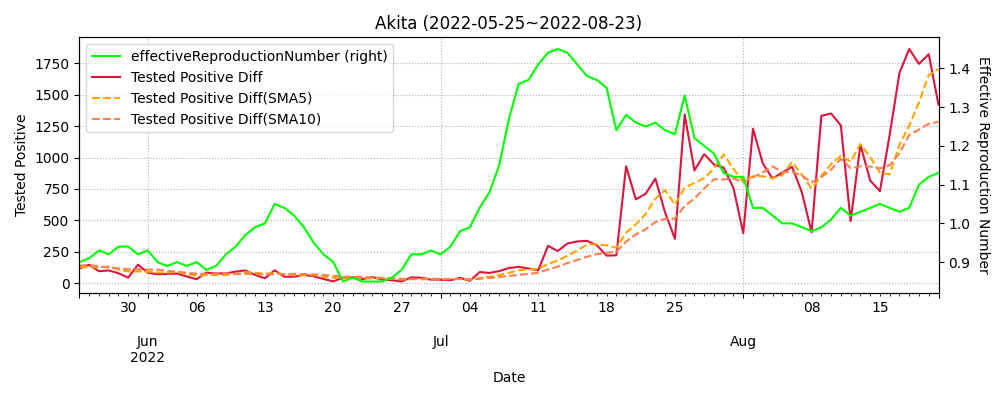 Akita (2022-05-25~2022-08-23)
effectiveReproductionNumber (right)
Tested Positive Diff
Tested Positive Diff(SMA5)
Tested Positive Diff(SMA10)
Tested Positive
1750
1500
1250
1000
750
500
250
0
1.4
1.3
1.2
1.1
1.0
0.9
Effective Reproduction Number
30 06 13 20 27 04 11 18 25 08 15
Jun Jul Aug
2022
Date